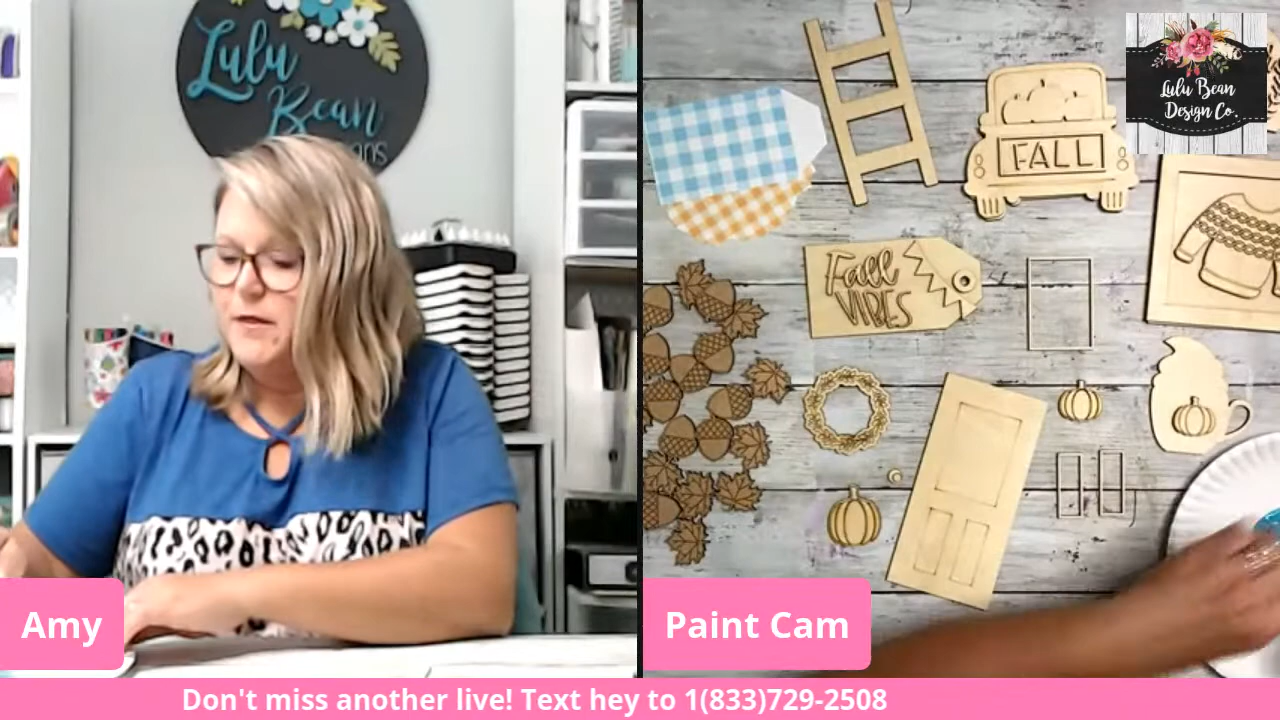 Lulu
Bean
Lulu Bean
Design Co.
FALL
Fall
VIBES
Amy
Paint Cam
Don't miss another live! Text hey to 1(833)729-2508